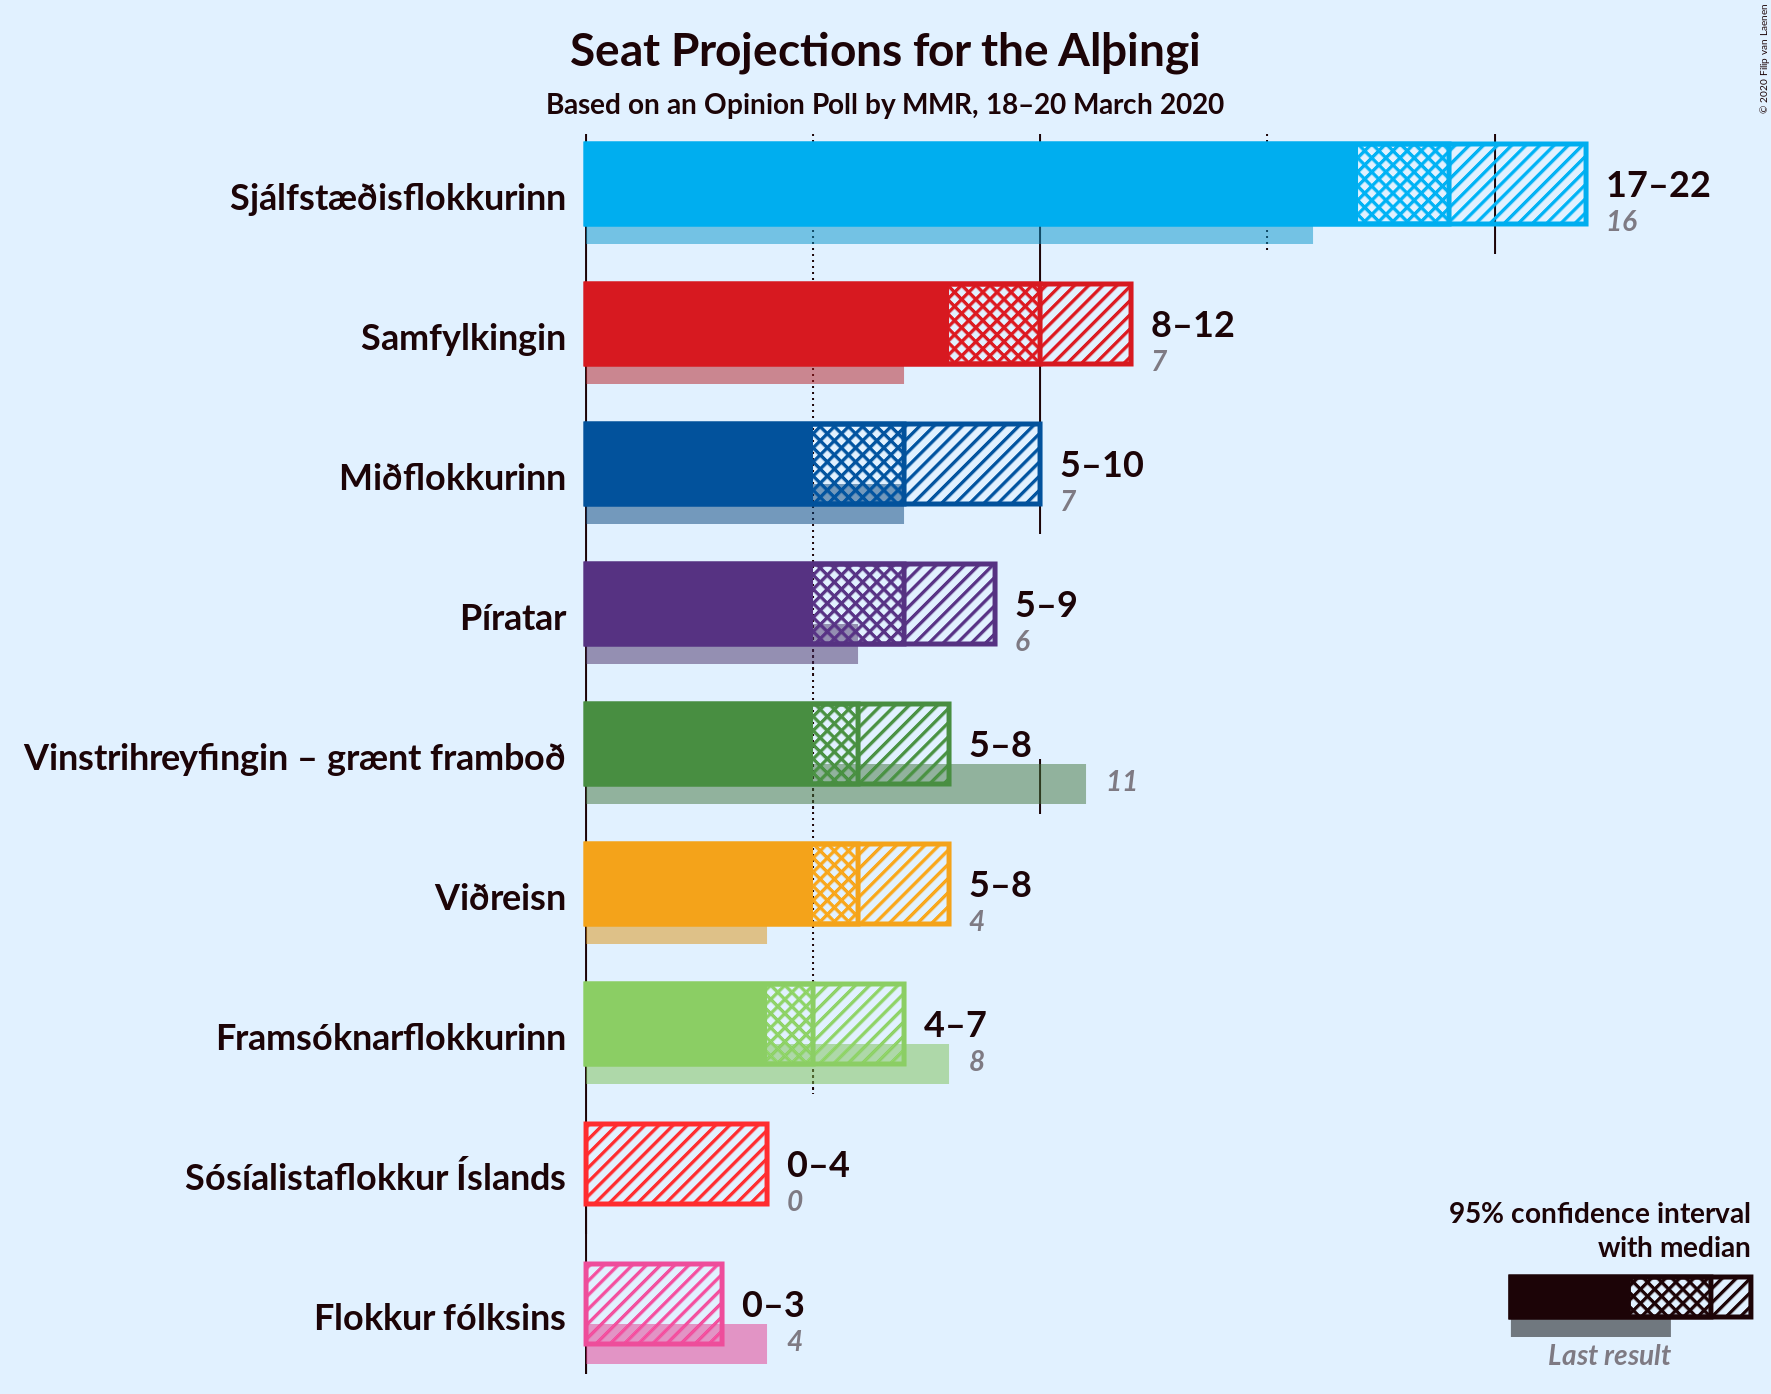 Seat Projections for the Alþingi
Based on an Opinion Poll by MMR, 18–20 March 2020
© 2020 Filip van Laenen
Sjálfstæðisflokkurinn
17–22
16
Samfylkingin
8–12
7
Miðflokkurinn
5–10
7
Píratar
5–9
6
Vinstrihreyfingin – grænt framboð
5–8
11
Viðreisn
5–8
4
Framsóknarflokkurinn
4–7
8
Sósíalistaflokkur Íslands
0–4
0
Flokkur fólksins
0–3
4
95% confidence interval
with median
Last result